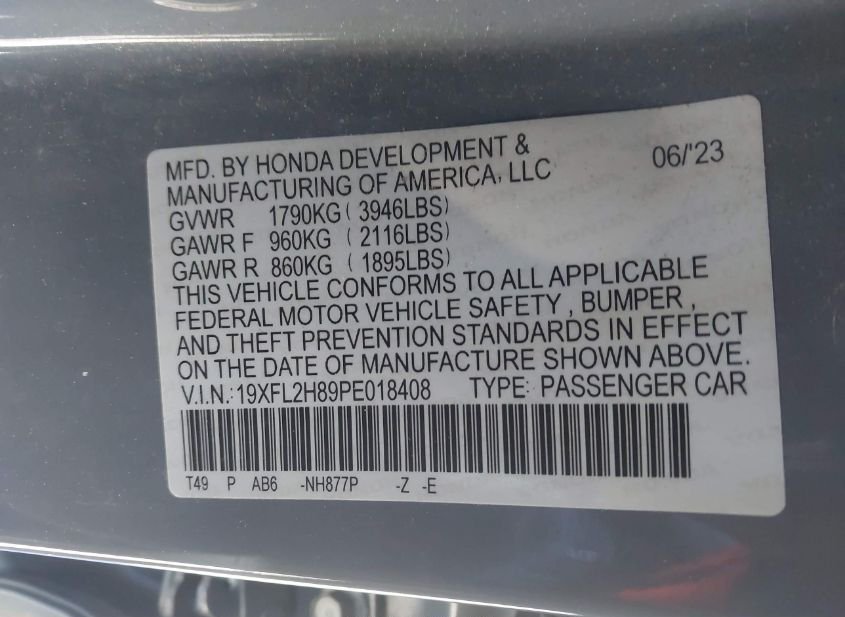 MFD. BY HONDA DEVELOPMENT & 06/'23
MANUFACTURING OF AMERICA, LLC
GVWR 1790KG ( 3946LBS)
GAWR F 960KG ( 2116LBS)
GAWR R 860KG ( 1895LBS)
THIS VEHICLE CONFORMS TO ALL APPLICABLE
FEDERAL MOTOR VEHICLE SAFETY , BUMPER ,
AND THEFT PREVENTION STANDARDS IN EFFECT
ON THE DATE OF MANUFACTURE SHOWN ABOVE.
V.I.N.:19XFL2H89PE018408 TYPE: PASSENGER CAR
T49 P AB6 -NH877P -Z -E